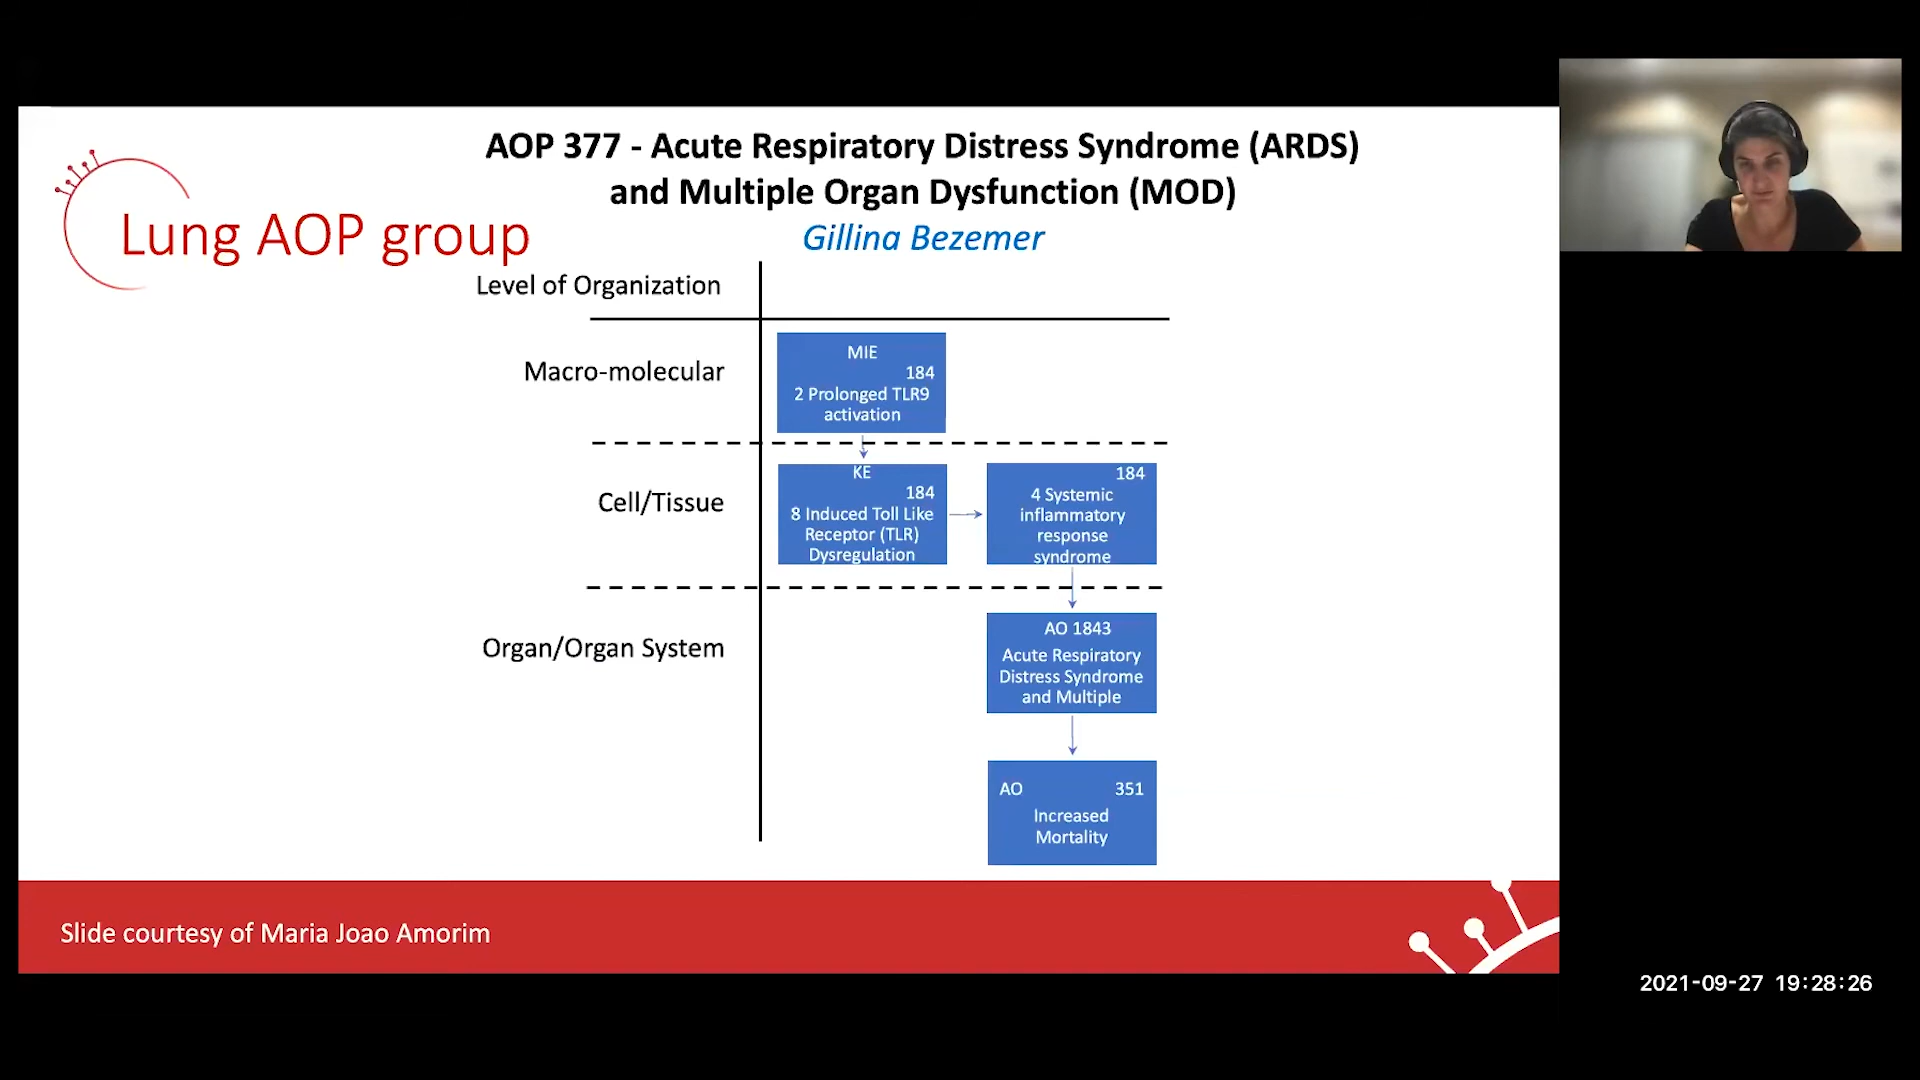 AOP 377 - Acute Respiratory Distress Syndrome (ARDS)
and Multiple Organ Dysfunction (MOD)
Gillina Bezemer
Lung AOP group
Level of Organization
Macro-molecular
MIE
184
2 Prolonged TLR9
activation
Cell/Tissue
KE
184
8 Induced Toll Like
Receptor (TLR)
Dysregulation
184
4 Systemic
inflammatory
response
syndrome
Organ/Organ System
AO 1843
Acute Respiratory
Distress Syndrome
and Multiple
AO 351
Increased
Mortality
Slide courtesy of Maria Joao Amorim
2021-09-27 19:28:26